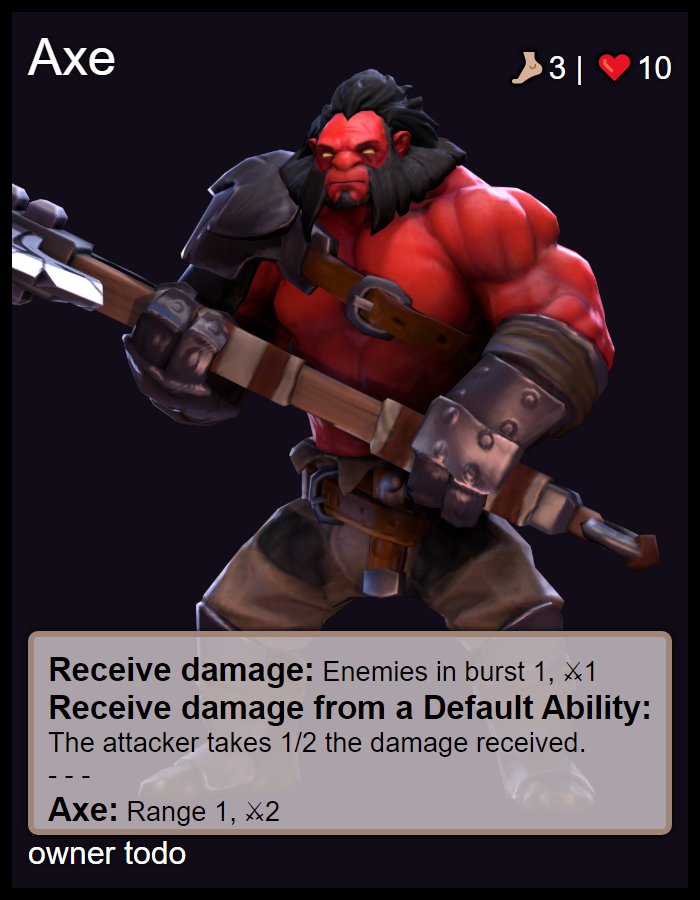 Axe
🦶3 | ❤️10
Receive damage: Enemies in burst 1, ⚔1
Receive damage from a Default Ability:
The attacker takes 1/2 the damage received.
- - -
Axe: Range 1, ⚔2
owner todo